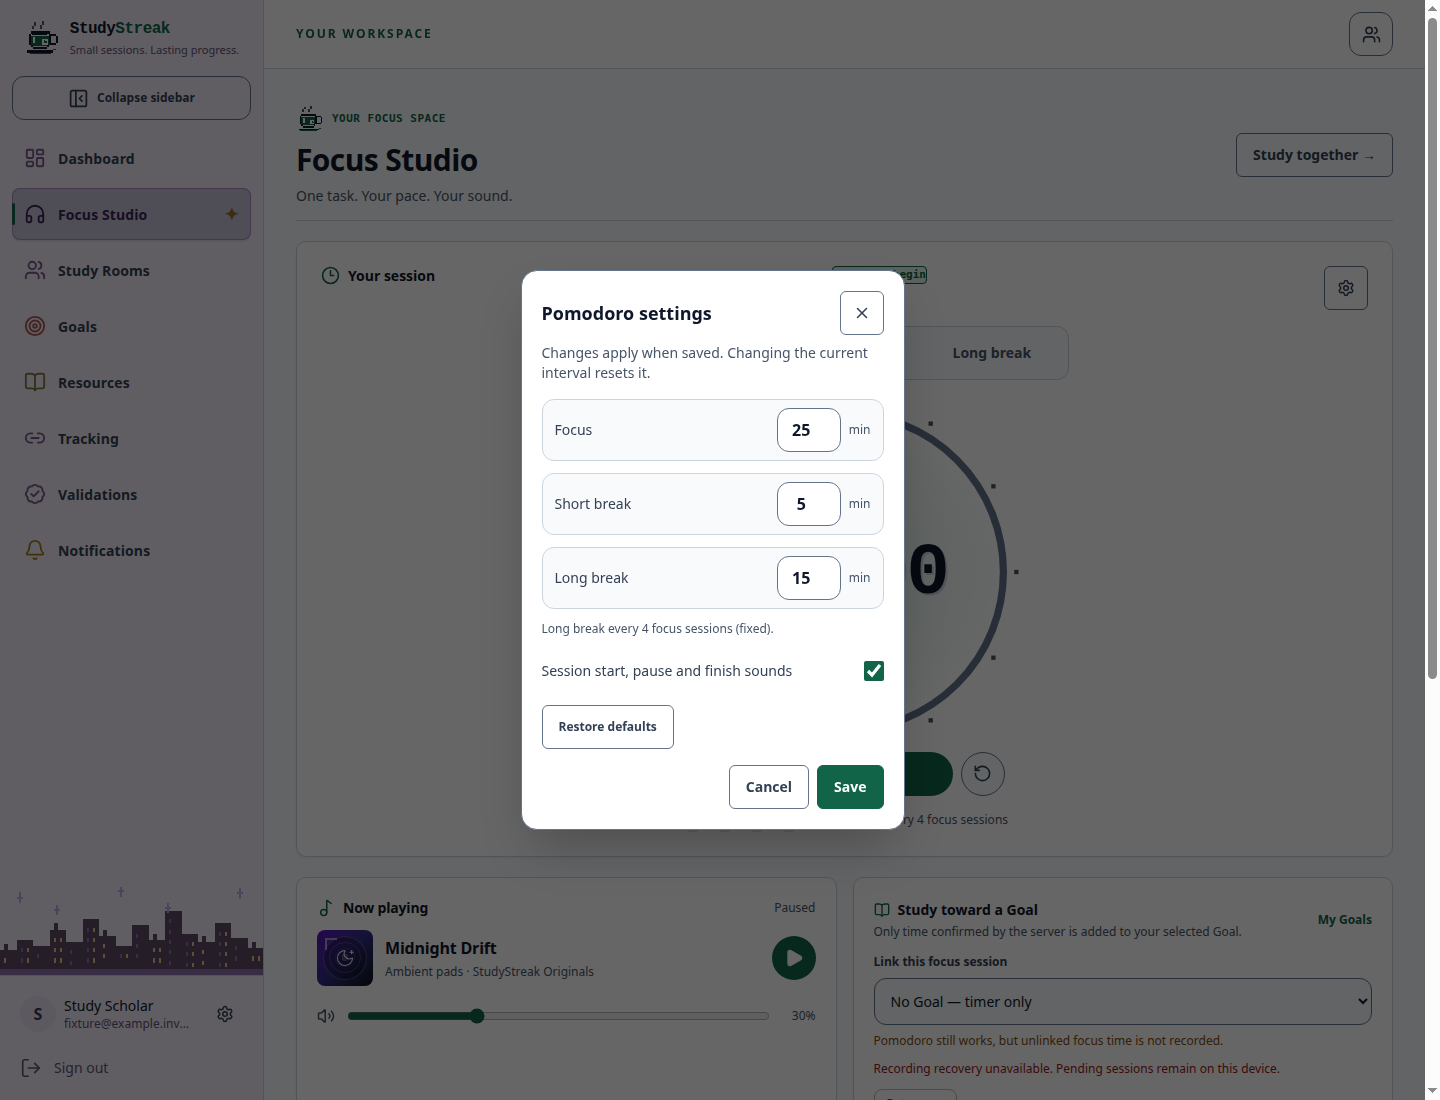 StudyStreak
Small sessions. Lasting progress.
Collapse sidebar
Dashboard
Focus Studio
Study Rooms
Goals
Resources
Tracking
Validations
Notifications
S
Study Scholar
fixture@example.inv...
Sign out
YOUR WORKSPACE
YOUR FOCUS SPACE
Focus Studio
One task. Your pace. Your sound.
Study together →
Your session
Long break
0
4 focus sessions
Pomodoro settings
Changes apply when saved. Changing the current
interval resets it.
Focus
25
min
Short break
5
min
Long break
15
min
Long break every 4 focus sessions (fixed).
Session start, pause and finish sounds
Restore defaults
Cancel
Save
Now playing
Paused
Midnight Drift
Ambient pads · StudyStreak Originals
30%
Study toward a Goal
Only time confirmed by the server is added to your selected Goal.
My Goals
Link this focus session
No Goal — timer only
Pomodoro still works, but unlinked focus time is not recorded.
Recording recovery unavailable. Pending sessions remain on this device.